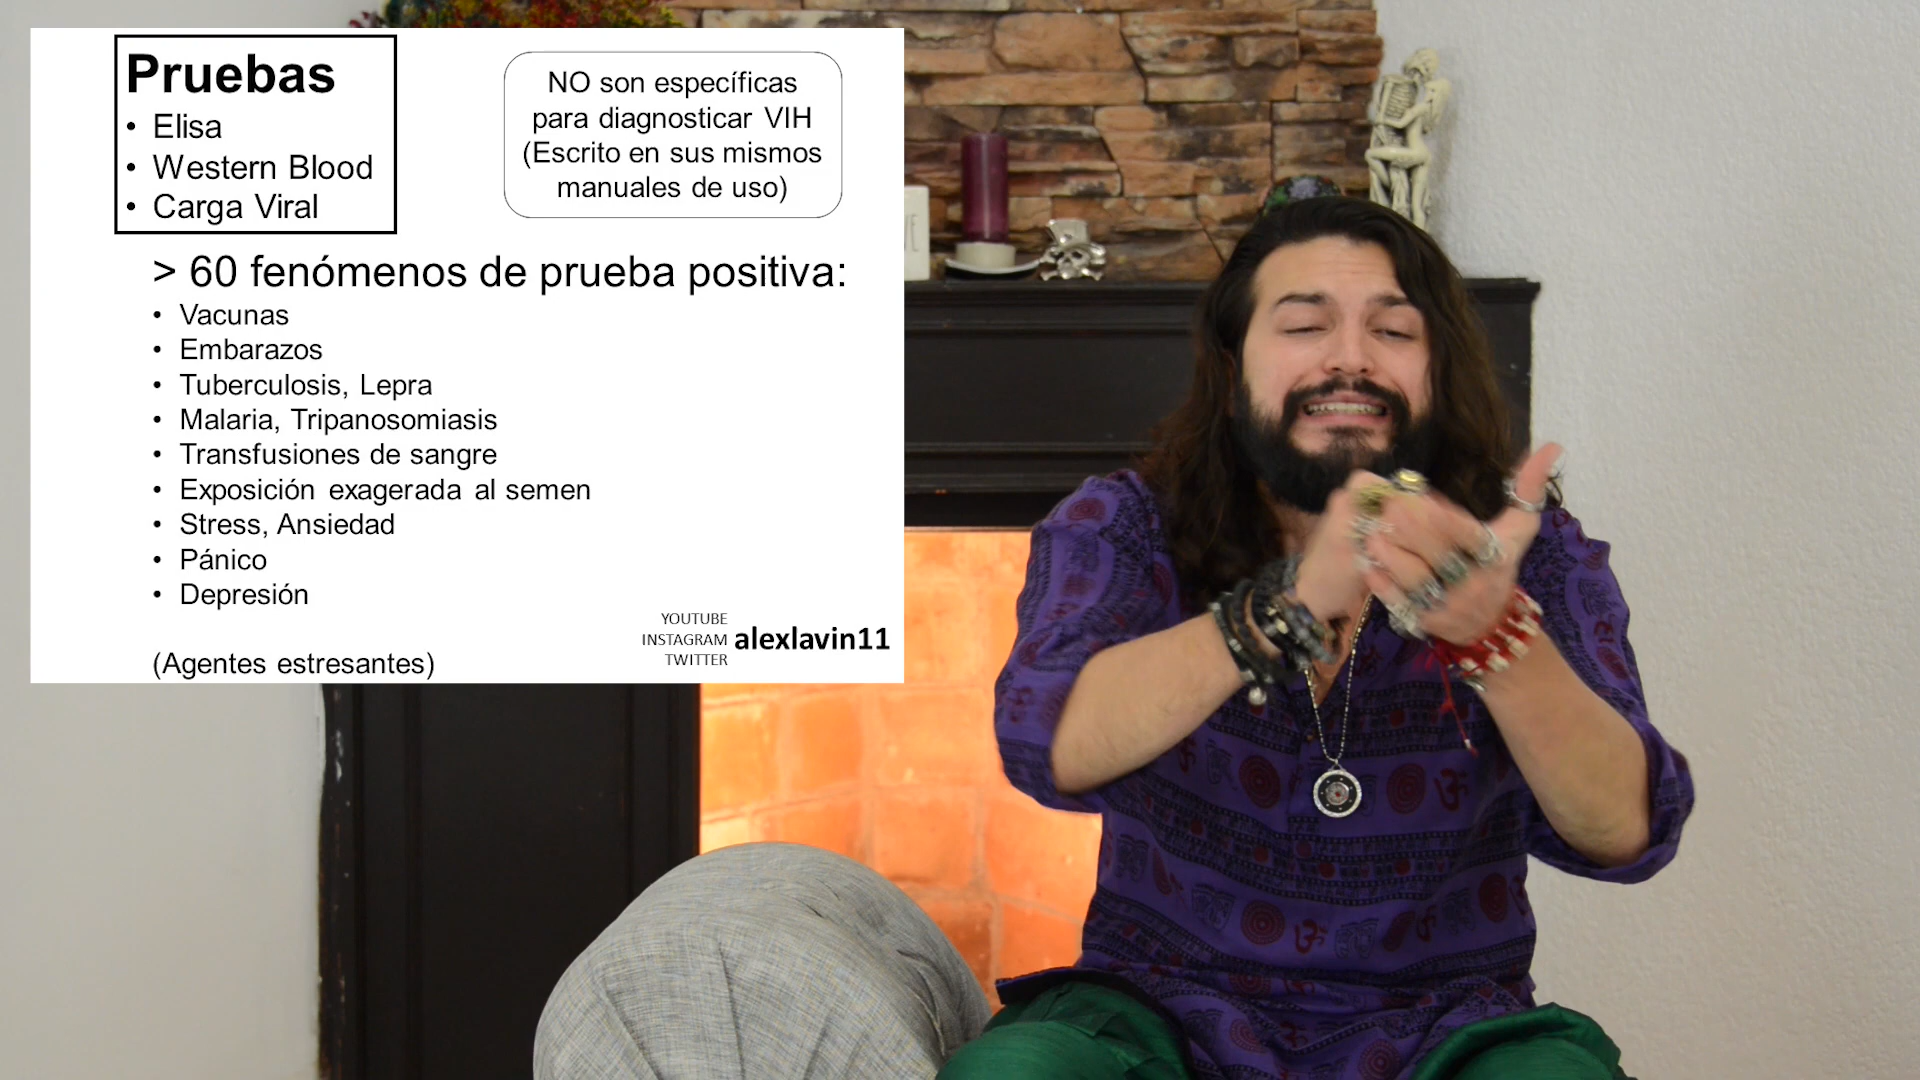 Pruebas
• Elisa
• Western Blood
• Carga Viral
NO son específicas
para diagnosticar VIH
(Escrito en sus mismos
manuales de uso)
> 60 fenómenos de prueba positiva:
• Vacunas
• Embarazos
• Tuberculosis, Lepra
• Malaria, Tripanosomiasis
• Transfusiones de sangre
• Exposición exagerada al semen
• Stress, Ansiedad
• Pánico
• Depresión
(Agentes estresantes)
YOUTUBE
INSTAGRAM
TWITTER
alexlavin11